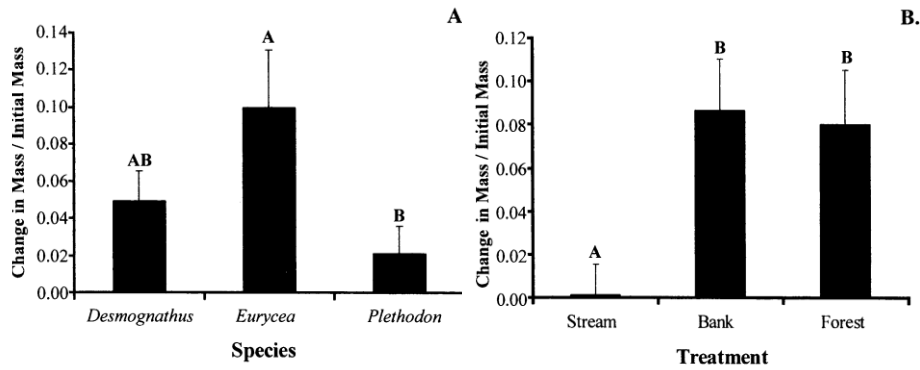 A
Change in Mass / Initial Mass
0.14
0.12
0.10
0.08
0.06
0.04
0.02
0.00
AB
A
B
Desmognathus Eurycea Plethodon
Species
B.
Change in Mass / Initial Mass
0.12
0.10
0.08
0.06
0.04
0.02
0.00
A
B
B
Stream Bank Forest
Treatment